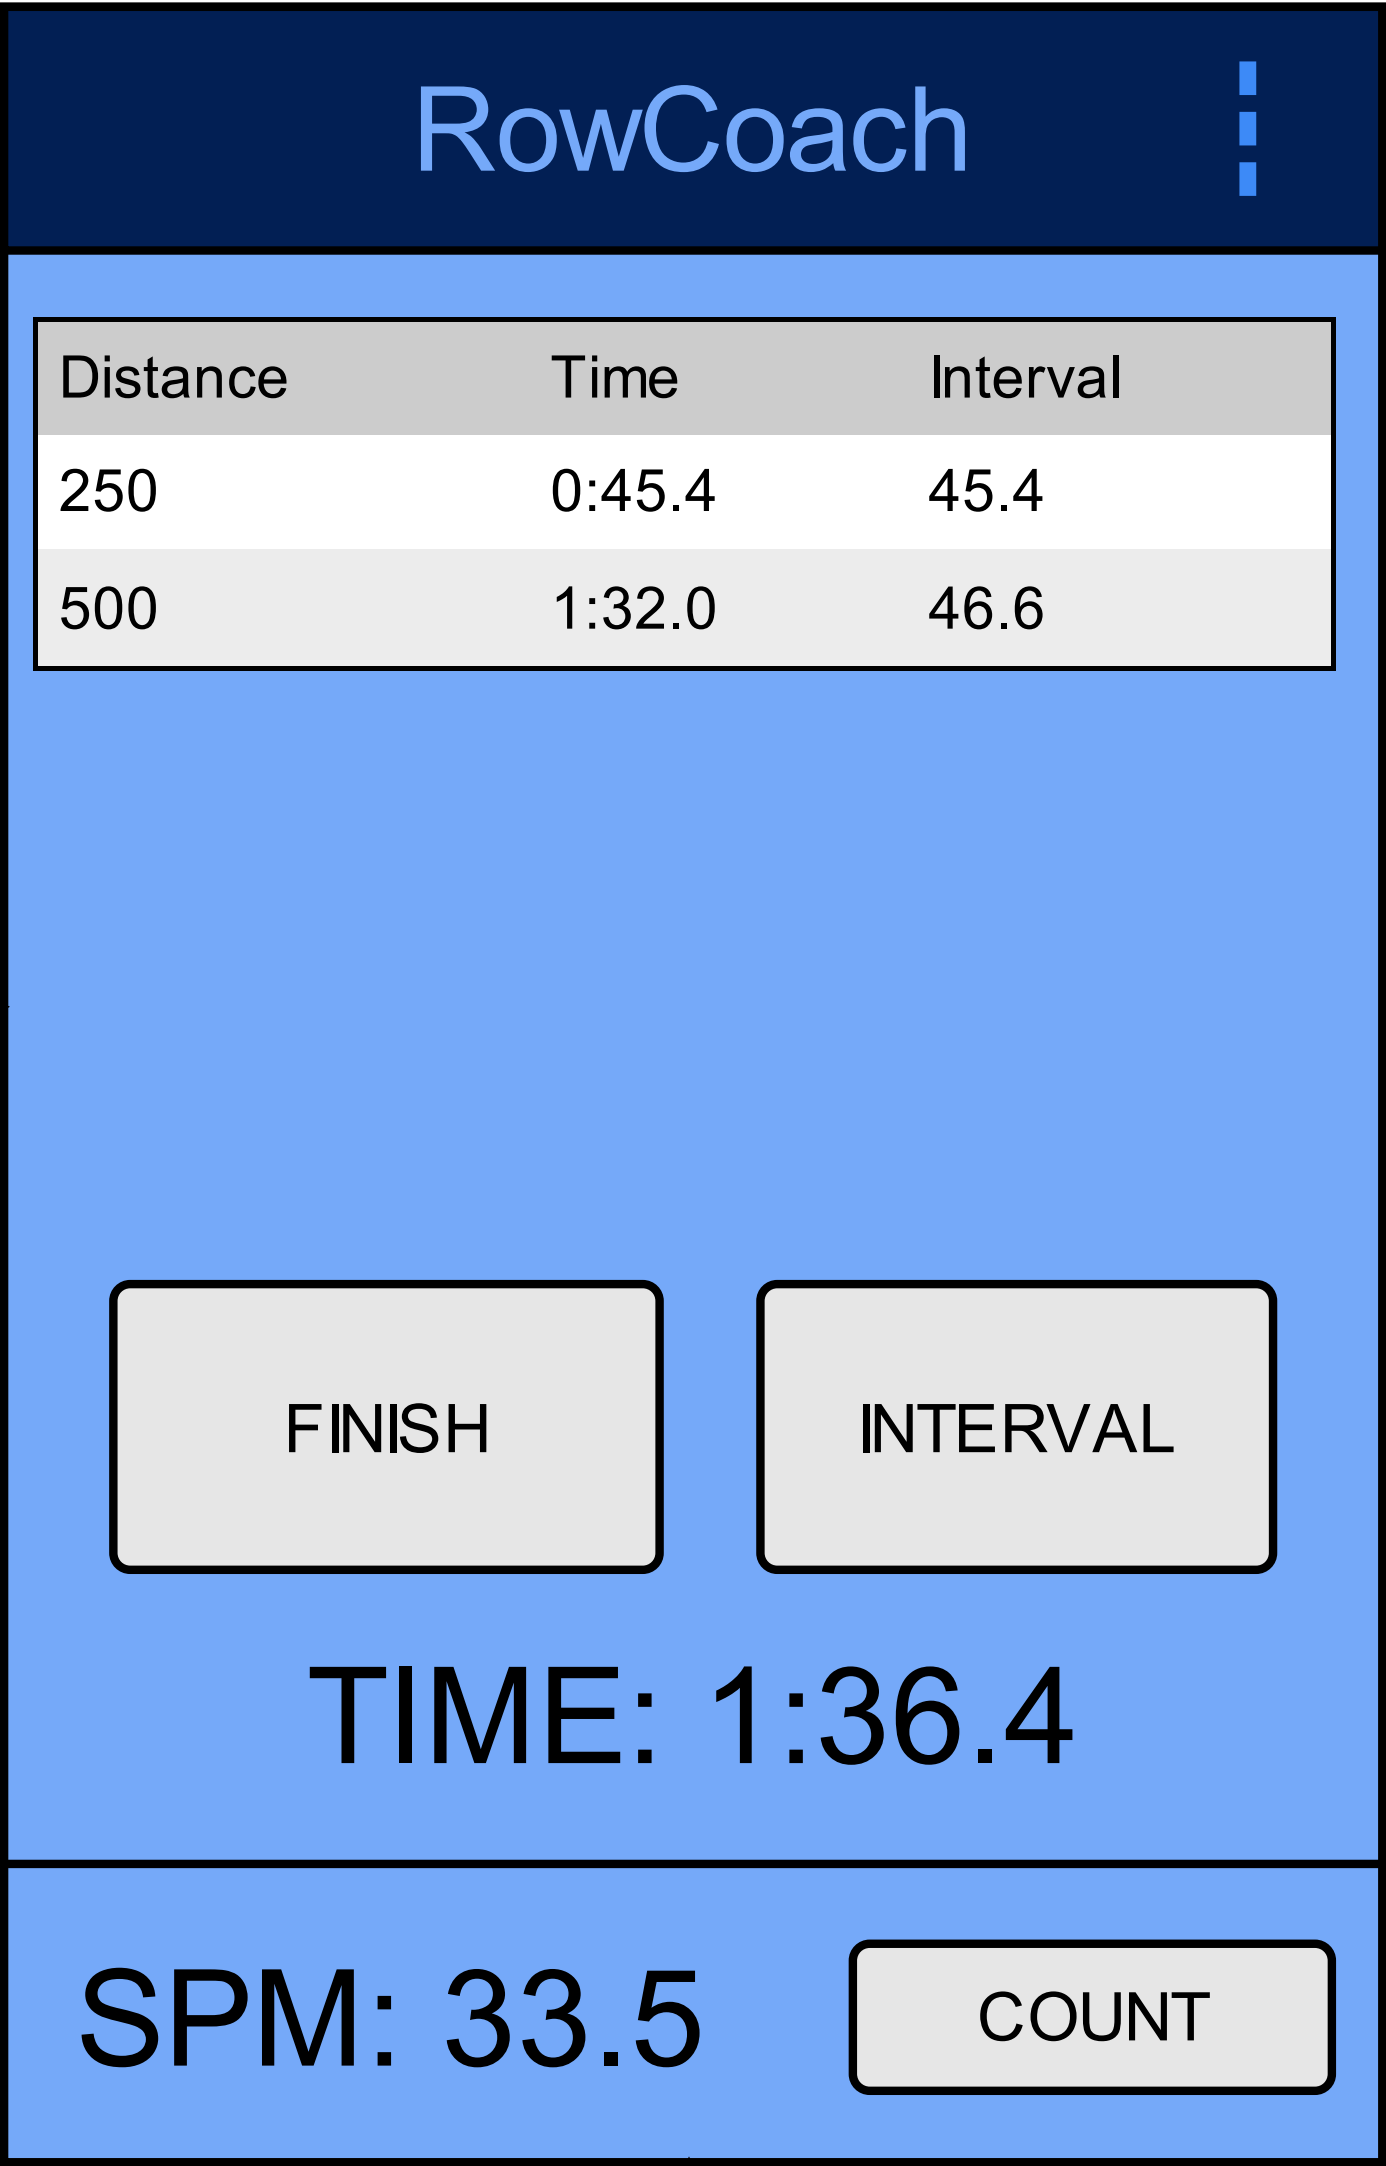 RowCoach
Distance Time Interval
250 0:45.4 45.4
500 1:32.0 46.6
FINISH INTERVAL
TIME: 1:36.4
SPM: 33.5 COUNT